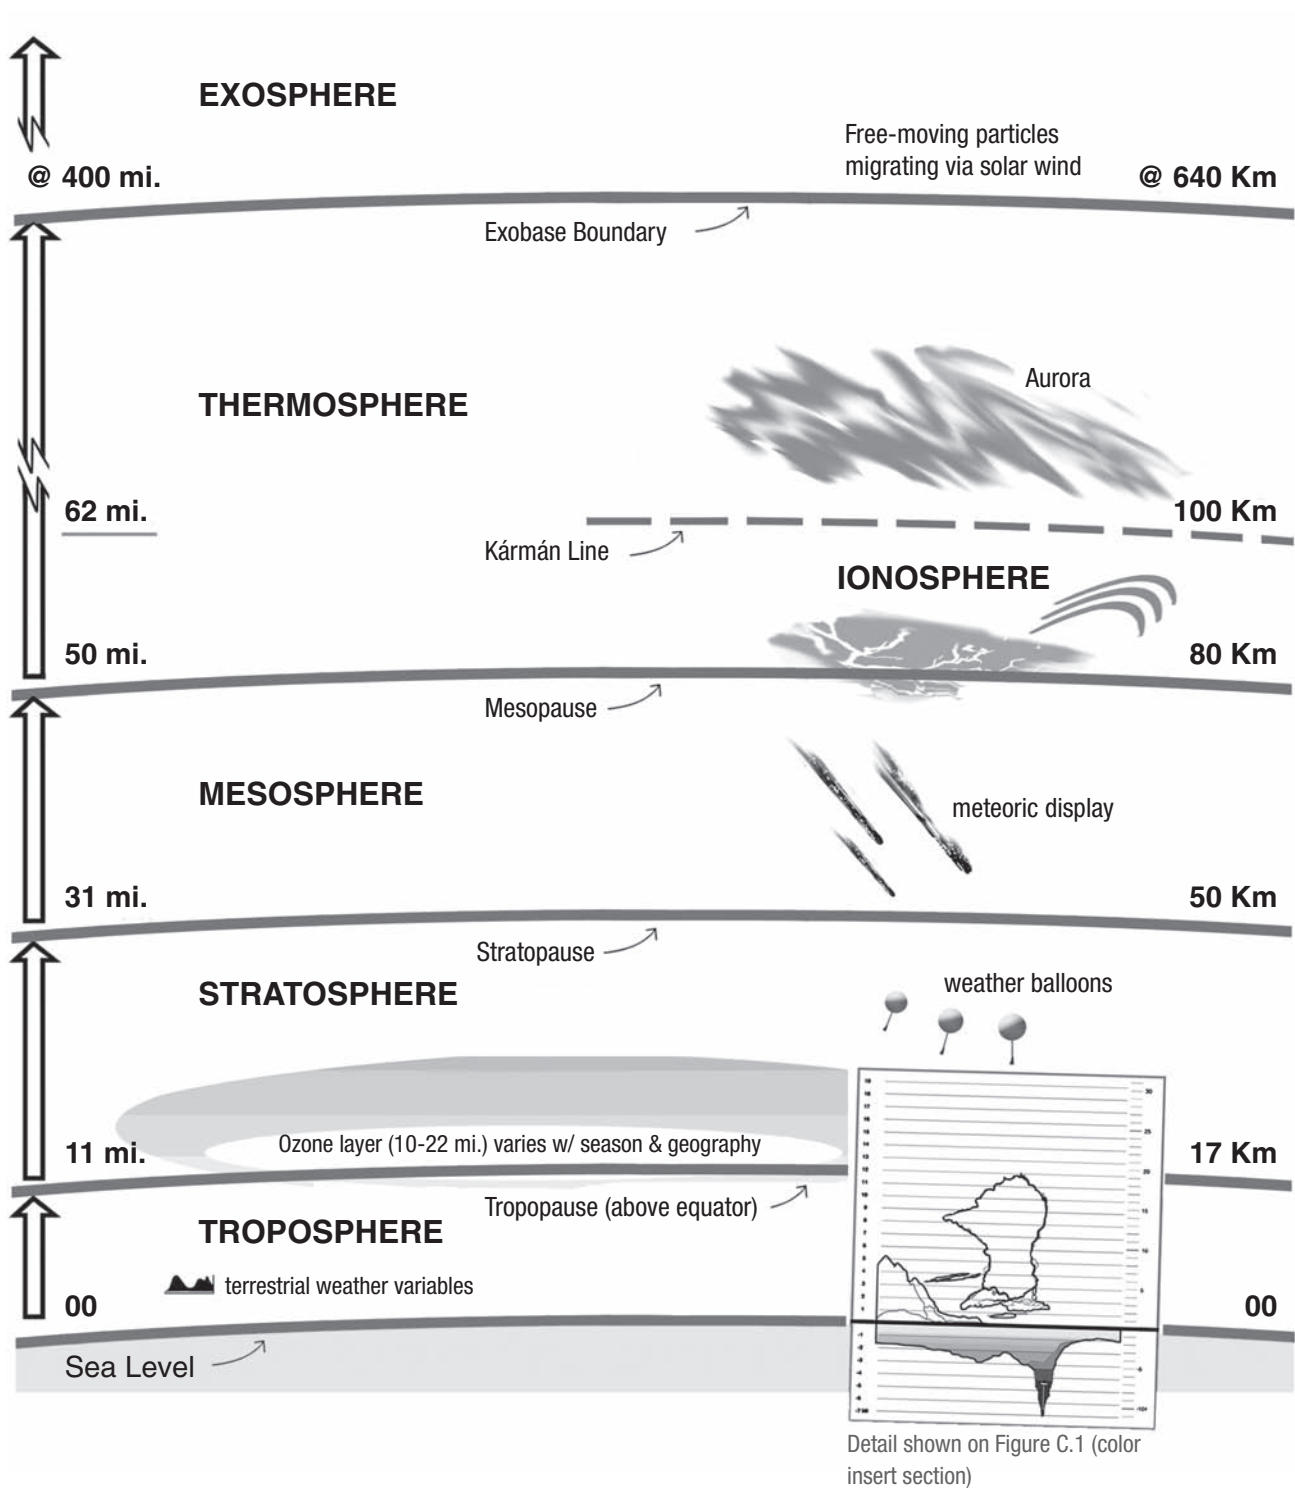 EXOSPHERE
Free-moving particles
migrating via solar wind
@ 400 mi.
@ 640 Km
Exobase Boundary
Aurora
THERMOSPHERE
62 mi.
100 Km
Kármán Line
IONOSPHERE
50 mi.
80 Km
Mesopause
MESOSPHERE
meteoric display
31 mi.
50 Km
Stratopause
weather balloons
STRATOSPHERE
Ozone layer (10-22 mi.) varies w/ season & geography
11 mi.
17 Km
Tropopause (above equator)
TROPOSPHERE
terrestrial weather variables
00
00
Sea Level
Detail shown on Figure C.1 (color
insert section)